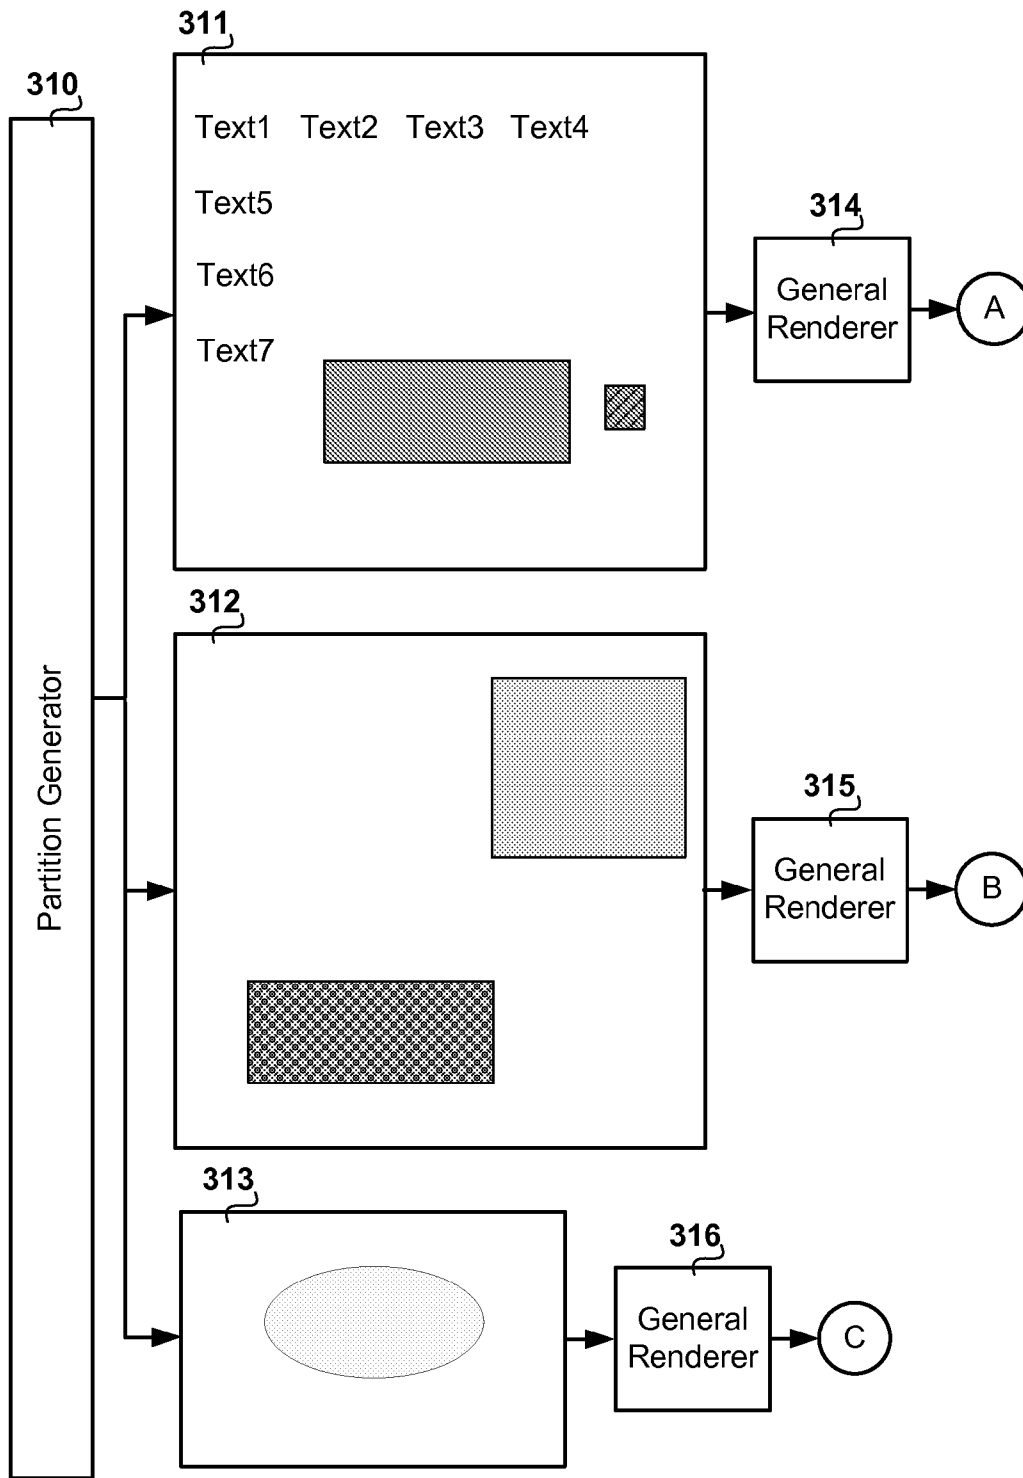 311
310
Text1 Text2 Text3 Text4
Text5
Text6
Text7
314
General
Renderer
A
312
Partition Generator
315
General
Renderer
B
313
316
General
Renderer
C